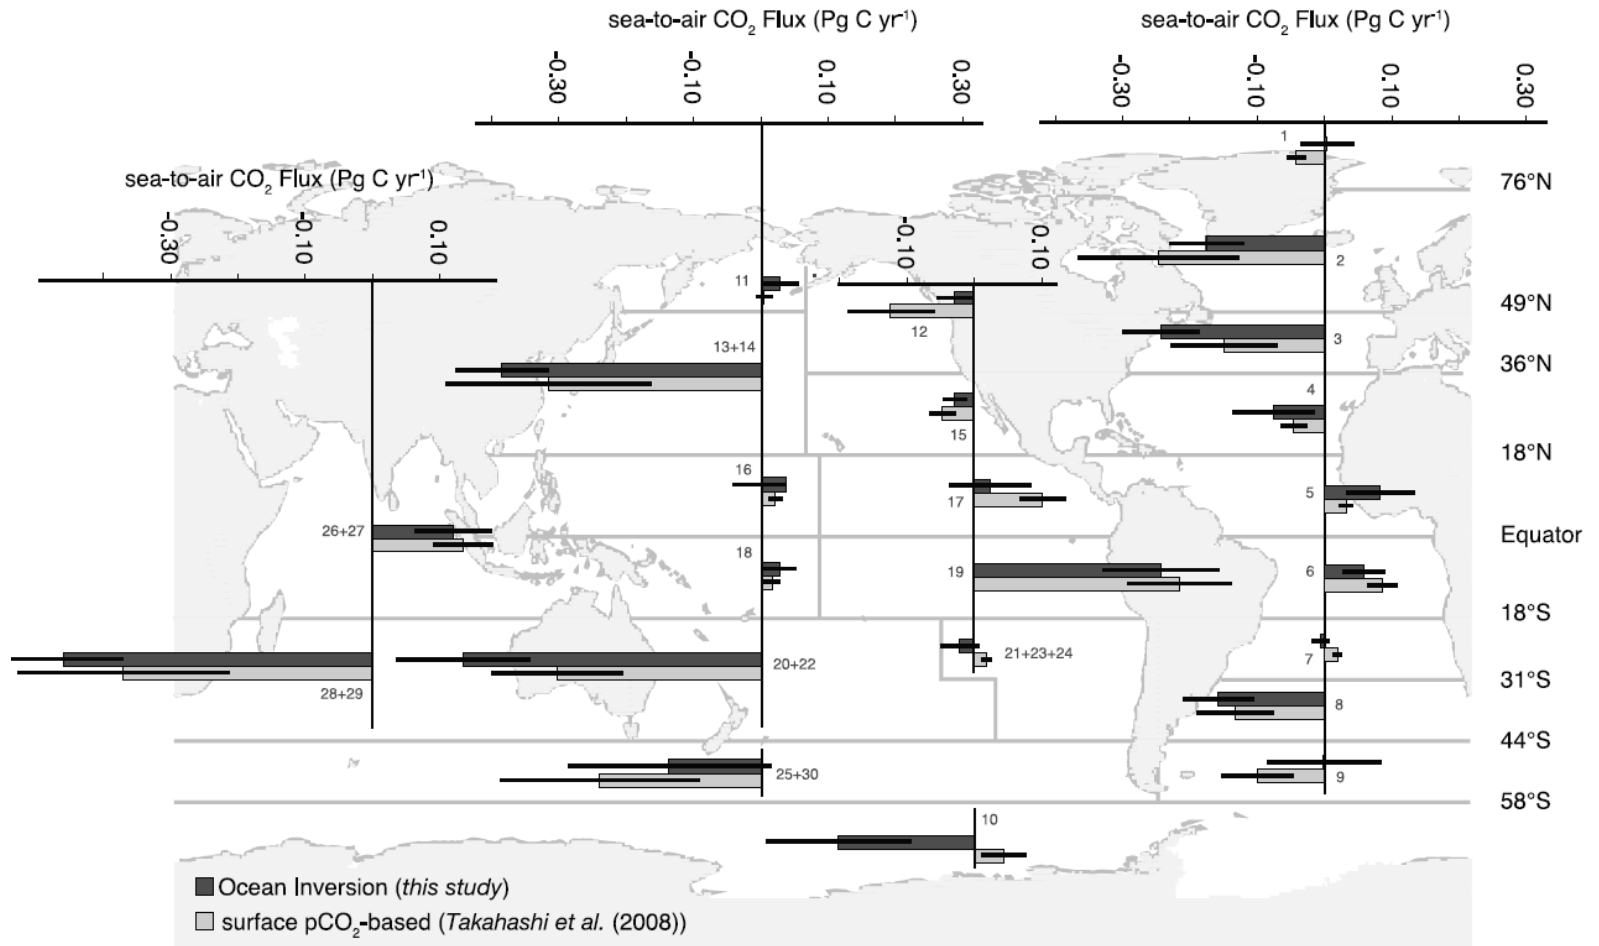 sea-to-air CO2 Flux (Pg C yr-1)
sea-to-air CO2 Flux (Pg C yr-1)
-0.30
-0.10
0.10
0.30
-0.30
-0.10
0.10
0.30
1
76°N
sea-to-air CO2 Flux (Pg C yr-1)
-0.30
-0.10
0.10
-0.10
0.10
2
11
49°N
12
13+14
3
36°N
4
15
18°N
16
17
5
26+27
Equator
18
19
6
18°S
21+23+24
7
20+22
31°S
28+29
8
44°S
25+30
9
58°S
10
Ocean Inversion (this study)
surface pCO2-based (Takahashi et al. (2008))